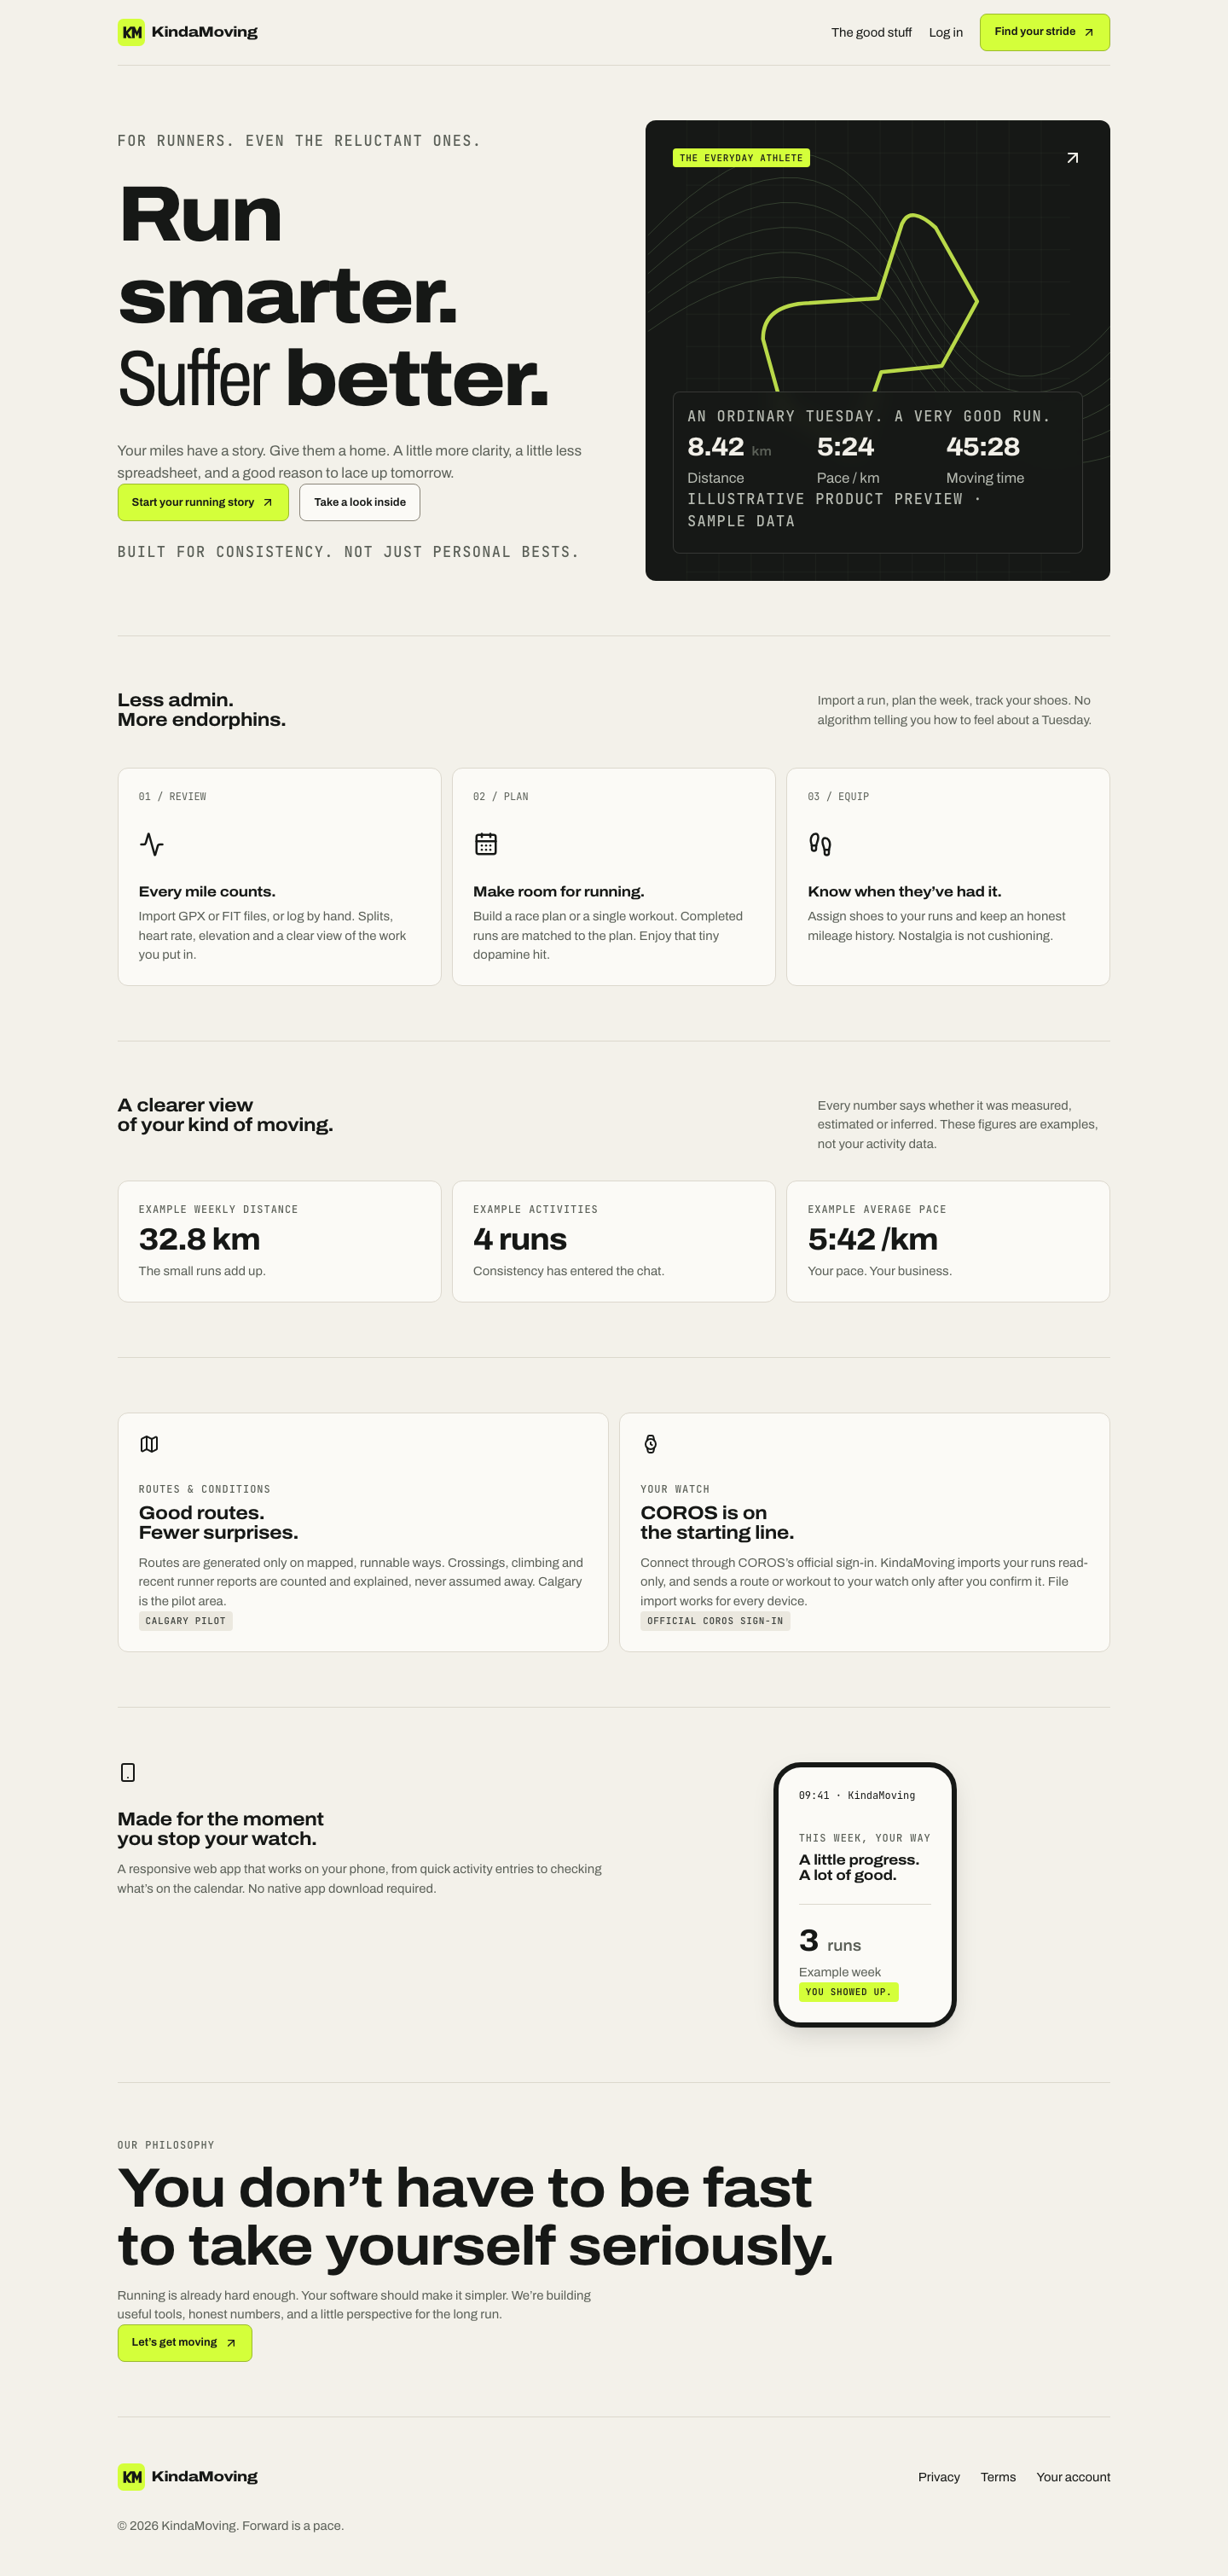 KM KindaMoving
The good stuff
Log in
Find your stride
FOR RUNNERS. EVEN THE RELUCTANT ONES.
Run
smarter.
Suffer better.
Your miles have a story. Give them a home. A little more clarity, a little less
spreadsheet, and a good reason to lace up tomorrow.
Start your running story
Take a look inside
BUILT FOR CONSISTENCY. NOT JUST PERSONAL BESTS.
THE EVERYDAY ATHLETE
AN ORDINARY TUESDAY. A VERY GOOD RUN.
8.42 km
5:24
45:28
Distance
Pace / km
Moving time
ILLUSTRATIVE PRODUCT PREVIEW ·
SAMPLE DATA
Less admin.
More endorphins.
Import a run, plan the week, track your shoes. No
algorithm telling you how to feel about a Tuesday.
01 / REVIEW
Every mile counts.
Import GPX or FIT files, or log by hand. Splits,
heart rate, elevation and a clear view of the work
you put in.
02 / PLAN
Make room for running.
Build a race plan or a single workout. Completed
runs are matched to the plan. Enjoy that tiny
dopamine hit.
03 / EQUIP
Know when they’ve had it.
Assign shoes to your runs and keep an honest
mileage history. Nostalgia is not cushioning.
A clearer view
of your kind of moving.
Every number says whether it was measured,
estimated or inferred. These figures are examples,
not your activity data.
EXAMPLE WEEKLY DISTANCE
32.8 km
The small runs add up.
EXAMPLE ACTIVITIES
4 runs
Consistency has entered the chat.
EXAMPLE AVERAGE PACE
5:42 /km
Your pace. Your business.
ROUTES & CONDITIONS
Good routes.
Fewer surprises.
Routes are generated only on mapped, runnable ways. Crossings, climbing and
recent runner reports are counted and explained, never assumed away. Calgary
is the pilot area.
CALGARY PILOT
YOUR WATCH
COROS is on
the starting line.
Connect through COROS’s official sign-in. KindaMoving imports your runs read-
only, and sends a route or workout to your watch only after you confirm it. File
import works for every device.
OFFICIAL COROS SIGN-IN
Made for the moment
you stop your watch.
A responsive web app that works on your phone, from quick activity entries to checking
what’s on the calendar. No native app download required.
09:41 · KindaMoving
THIS WEEK, YOUR WAY
A little progress.
A lot of good.
3 runs
Example week
YOU SHOWED UP.
OUR PHILOSOPHY
You don’t have to be fast
to take yourself seriously.
Running is already hard enough. Your software should make it simpler. We’re building
useful tools, honest numbers, and a little perspective for the long run.
Let’s get moving
KM KindaMoving
Privacy
Terms
Your account
© 2026 KindaMoving. Forward is a pace.